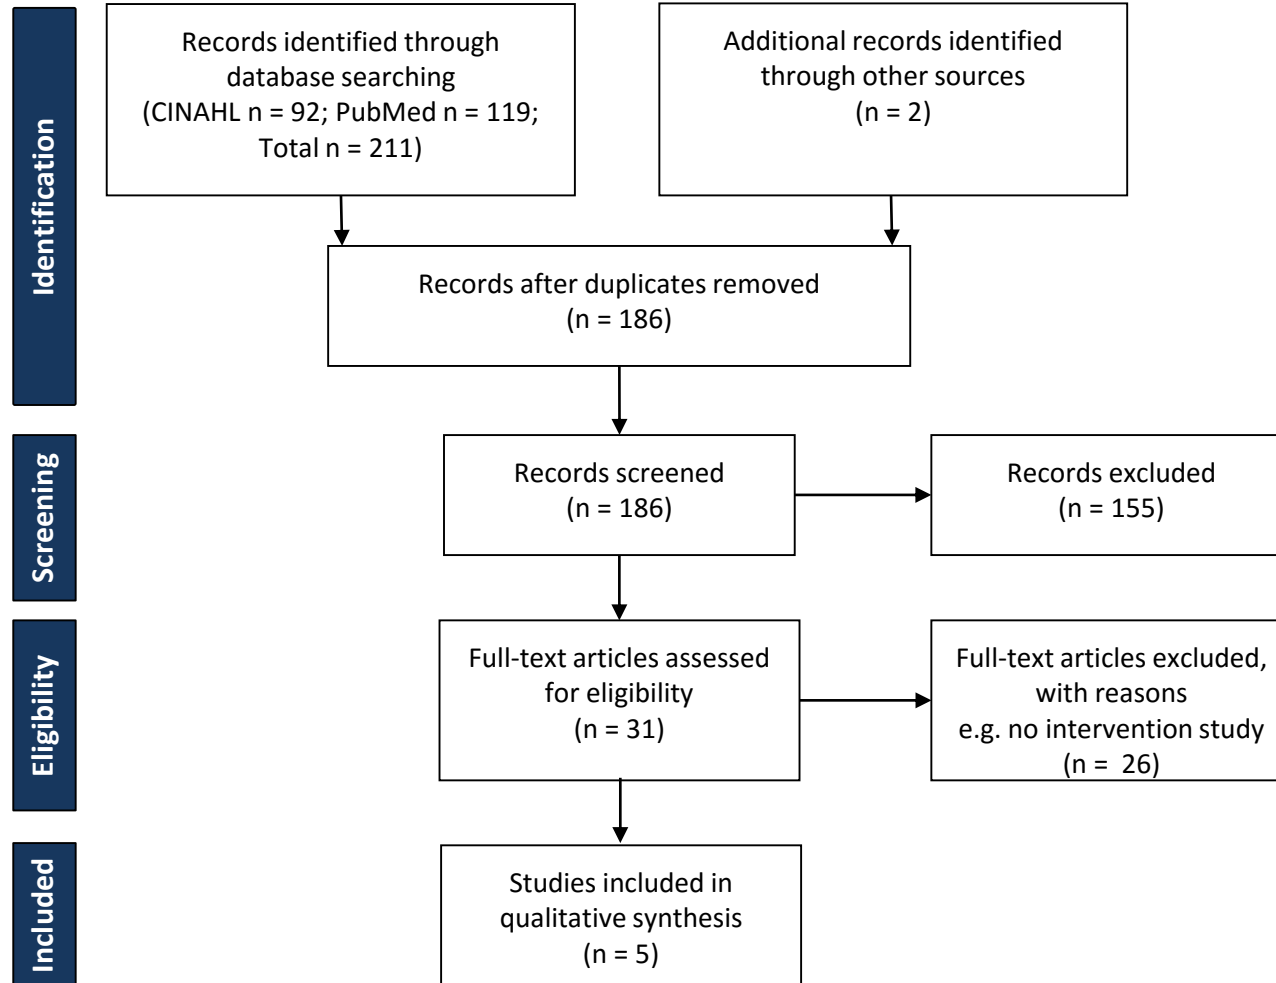 Identification
Records identified through
database searching
(CINAHL n = 92; PubMed n = 119;
Total n = 211)
Additional records identified
through other sources
(n = 2)
Records after duplicates removed
(n = 186)
Screening
Records screened
(n = 186)
Records excluded
(n = 155)
Eligibility
Full-text articles assessed
for eligibility
(n = 31)
Full-text articles excluded,
with reasons
e.g. no intervention study
(n =  26)
Included
Studies included in
qualitative synthesis
(n = 5)